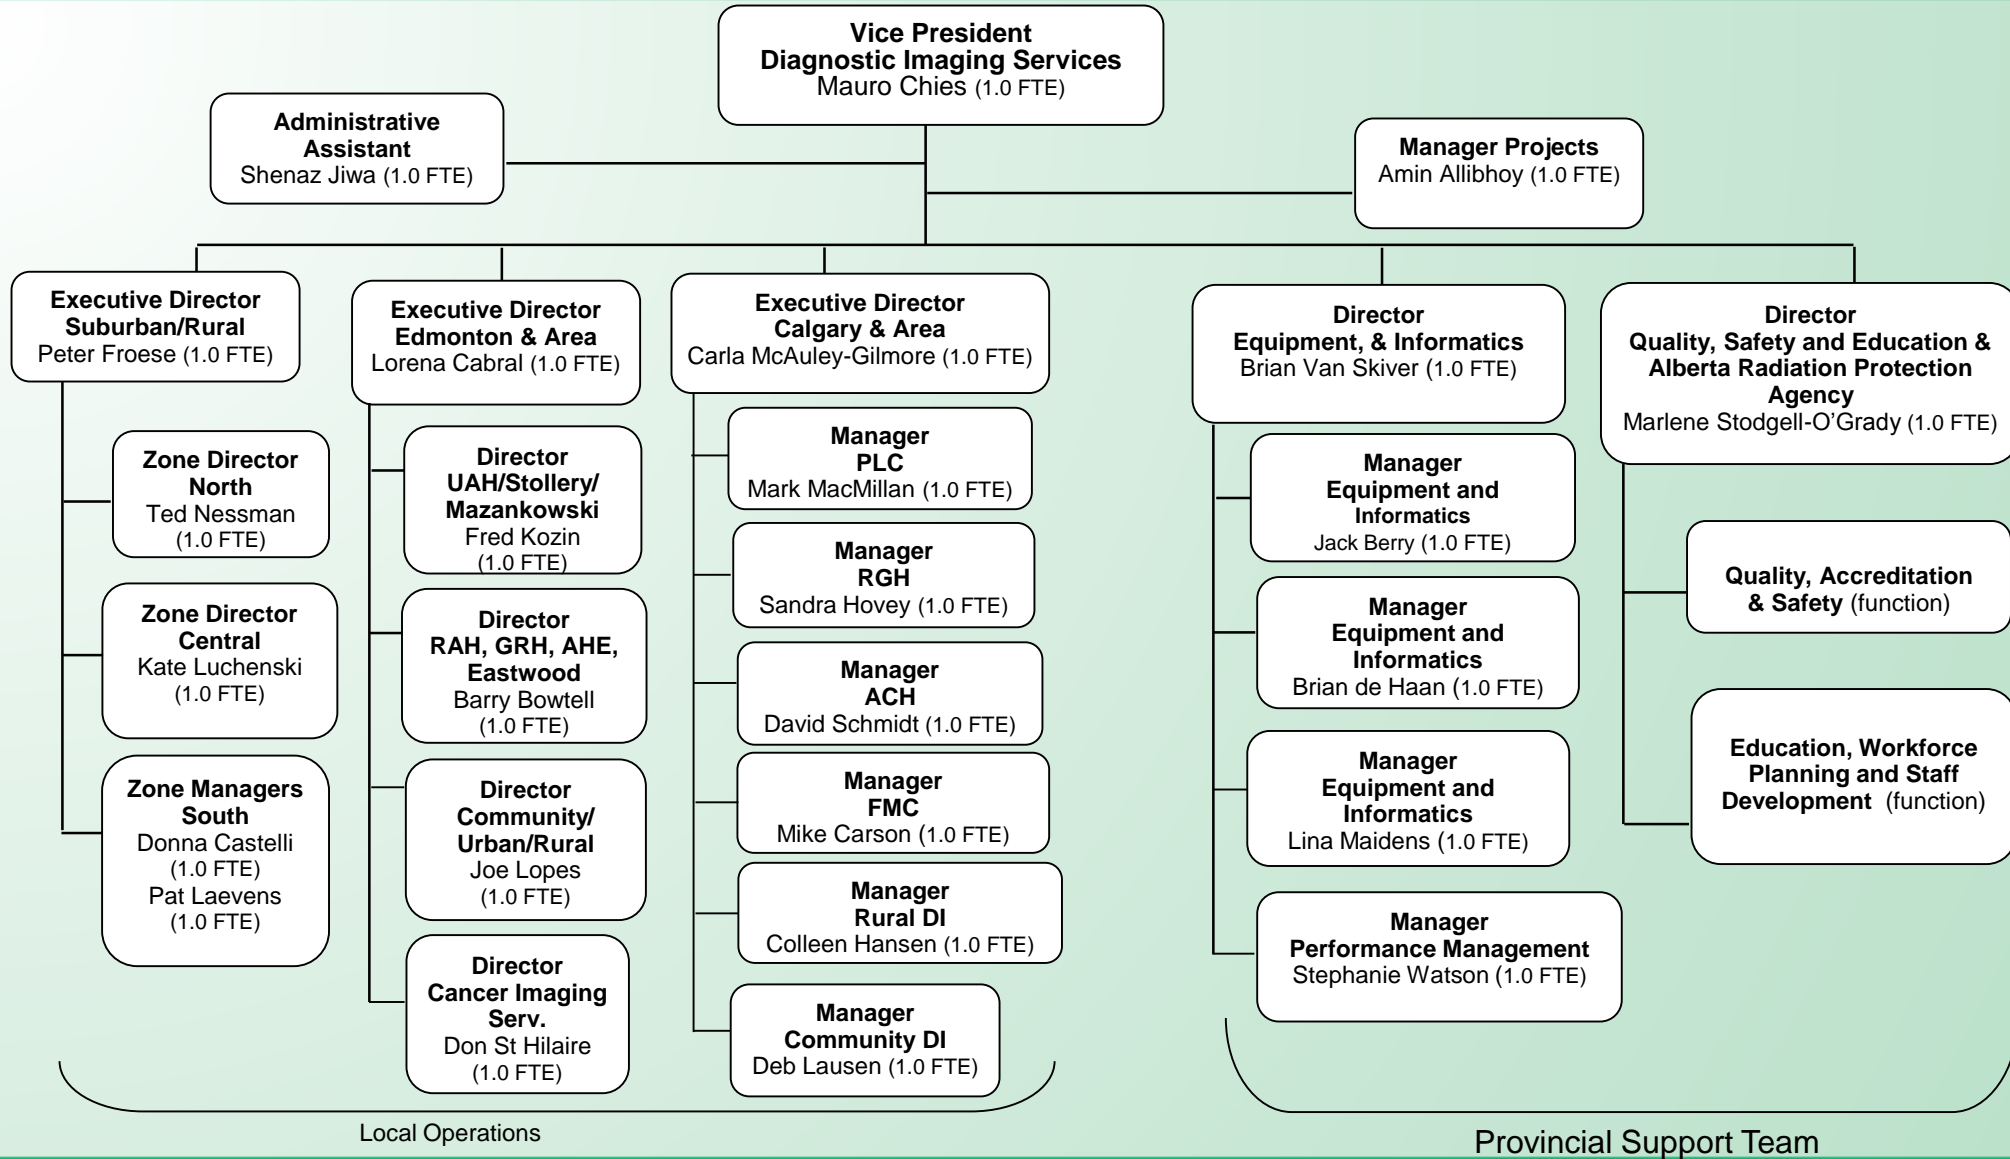 Vice President
Diagnostic Imaging Services
Mauro Chies (1.0 FTE)
Administrative
Assistant
Shenaz Jiwa (1.0 FTE)
Manager Projects
Amin Allibhoy (1.0 FTE)
Executive Director
Suburban/Rural
Peter Froese (1.0 FTE)
Zone Director
North
Ted Nessman
(1.0 FTE)
Zone Director
Central
Kate Luchenski
(1.0 FTE)
Zone Managers
South
Donna Castelli
(1.0 FTE)
Pat Laevens
(1.0 FTE)
Executive Director
Edmonton & Area
Lorena Cabral (1.0 FTE)
Director
UAH/Stollery/
Mazankowski
Fred Kozin
(1.0 FTE)
Director
RAH, GRH, AHE,
Eastwood
Barry Bowtell
(1.0 FTE)
Director
Community/
Urban/Rural
Joe Lopes
(1.0 FTE)
Director
Cancer Imaging
Serv.
Don St Hilaire
(1.0 FTE)
Executive Director
Calgary & Area
Carla McAuley-Gilmore (1.0 FTE)
Manager
PLC
Mark MacMillan (1.0 FTE)
Manager
RGH
Sandra Hovey (1.0 FTE)
Manager
ACH
David Schmidt (1.0 FTE)
Manager
FMC
Mike Carson (1.0 FTE)
Manager
Rural DI
Colleen Hansen (1.0 FTE)
Manager
Community DI
Deb Lausen (1.0 FTE)
Director
Equipment, & Informatics
Brian Van Skiver (1.0 FTE)
Manager
Equipment and
Informatics
Jack Berry (1.0 FTE)
Manager
Equipment and
Informatics
Brian de Haan (1.0 FTE)
Manager
Equipment and
Informatics
Lina Maidens (1.0 FTE)
Manager
Performance Management
Stephanie Watson (1.0 FTE)
Director
Quality, Safety and Education &
Alberta Radiation Protection
Agency
Marlene Stodgell-O’Grady (1.0 FTE)
Quality, Accreditation
& Safety (function)
Education, Workforce
Planning and Staff
Development (function)
Local Operations
Provincial Support Team